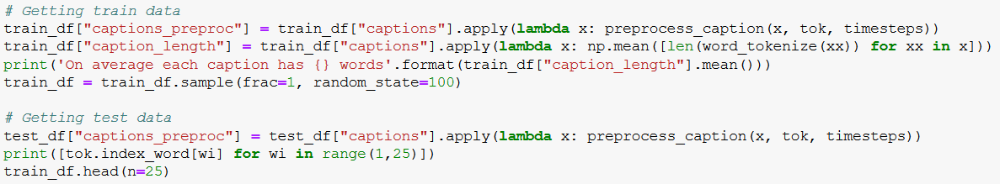 # Getting train data
train_df["captions_preproc"] = train_df["captions"].apply(lambda x: preprocess_caption(x, tok, timesteps))
train_df["caption_length"] = train_df["captions"].apply(lambda x: np.mean([len(word_tokenize(xx)) for xx in x]))
print('On average each caption has {} words'.format(train_df["caption_length"].mean()))
train_df = train_df.sample(frac=1, random_state=100)
# Getting test data
test_df["captions_preproc"] = test_df["captions"].apply(lambda x: preprocess_caption(x, tok, timesteps))
print([tok.index_word[wi] for wi in range(1,25)])
train_df.head(n=25)